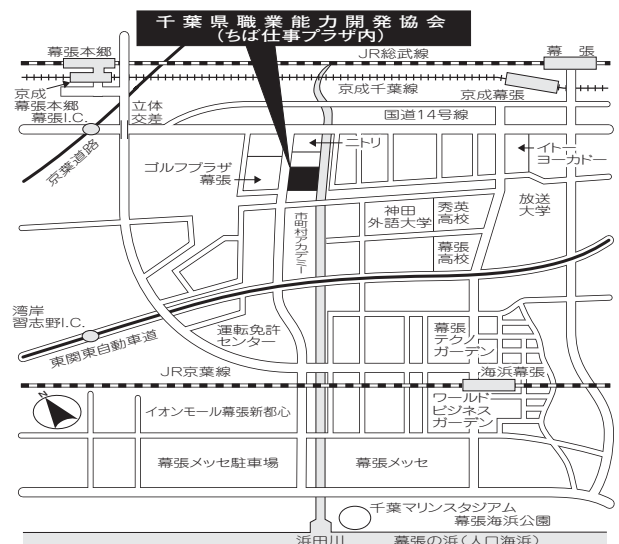 千葉県職業能力開発協会
（ちば仕事プラザ内）
幕張本郷
JR総武線
幕　張
京成
幕張本郷
幕張I.C.
立体
交差
京成千葉線
京成幕張
国道14号線
京葉道路
ゴルフプラザ
幕張
ニトリ
イトー
ヨーカドー
市町村アカデミー
神田
外語大学
秀英
高校
放送
大学
幕張
高校
湾岸
習志野I.C.
東関東自動車道
運転免許
センター
幕張
テクノ
ガーデン
JR京葉線
海浜幕張
N
イオンモール幕張新都心
ワールド
ビジネス
ガーデン
幕張メッセ駐車場
幕張メッセ
千葉マリンスタジアム
幕張海浜公園
浜田川
幕張の浜（人口海浜）